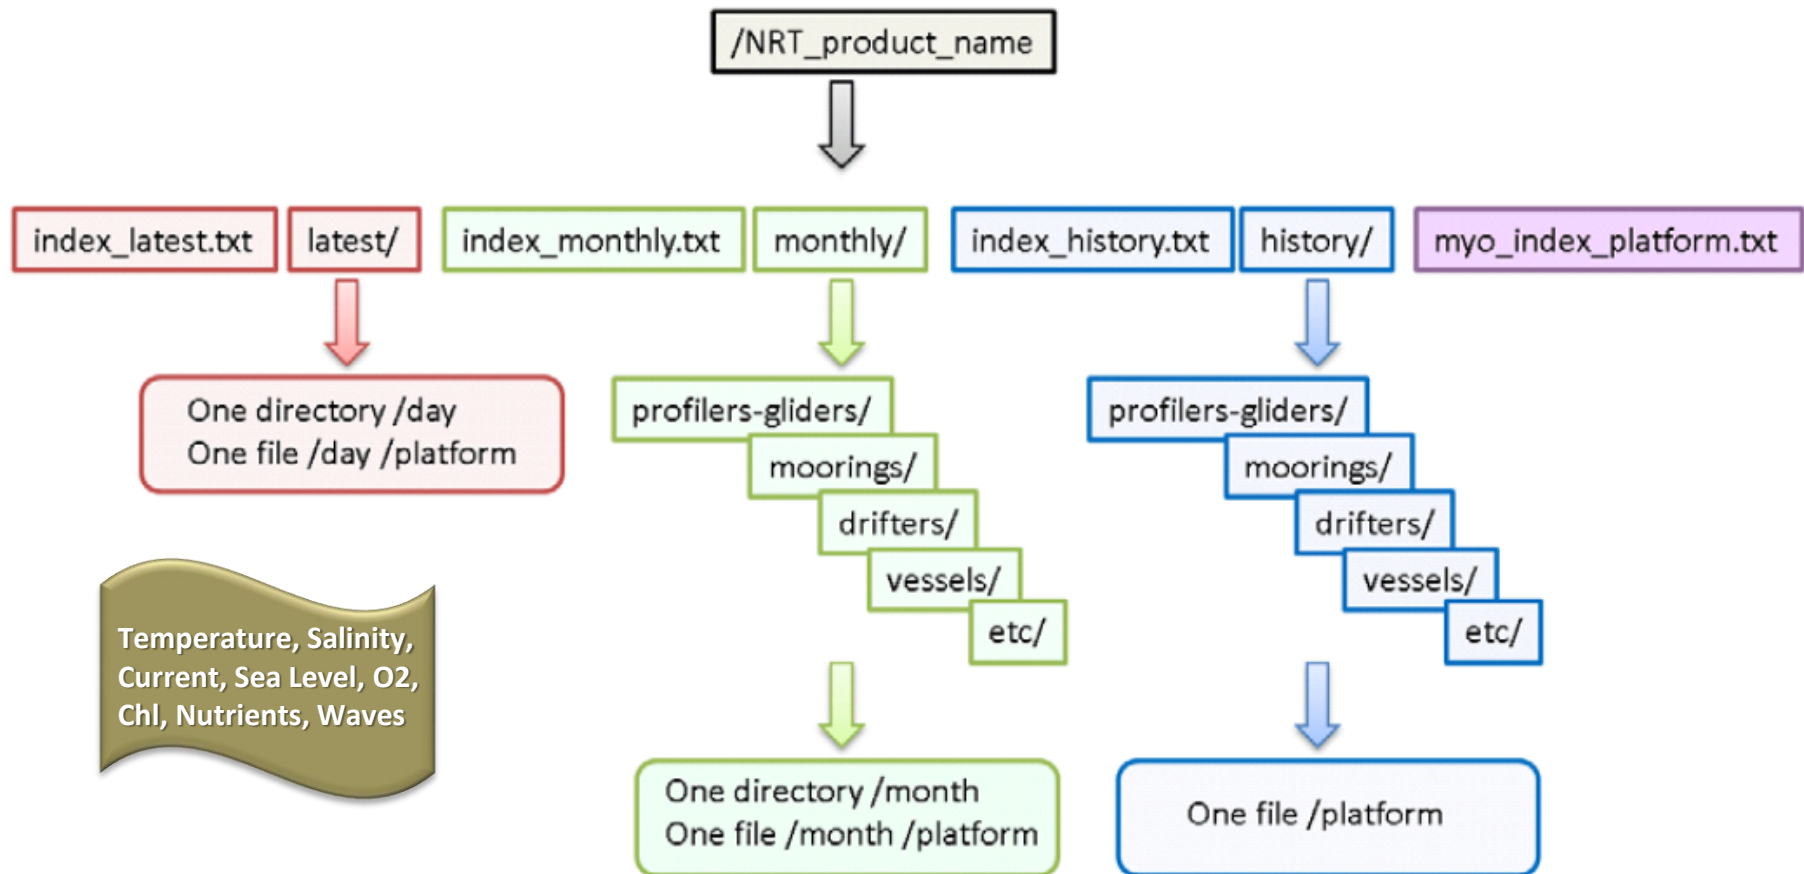 /NRT_product_name
index_latest.txt
latest/
index_monthly.txt
monthly/
index_history.txt
history/
myo_index_platform.txt
One directory /day
One file /day /platform
profilers-gliders/
moorings/
drifters/
vessels/
etc/
profilers-gliders/
moorings/
drifters/
vessels/
etc/
Temperature, Salinity,
Current, Sea Level, O2,
Chl, Nutrients, Waves
One directory /month
One file /month /platform
One file /platform